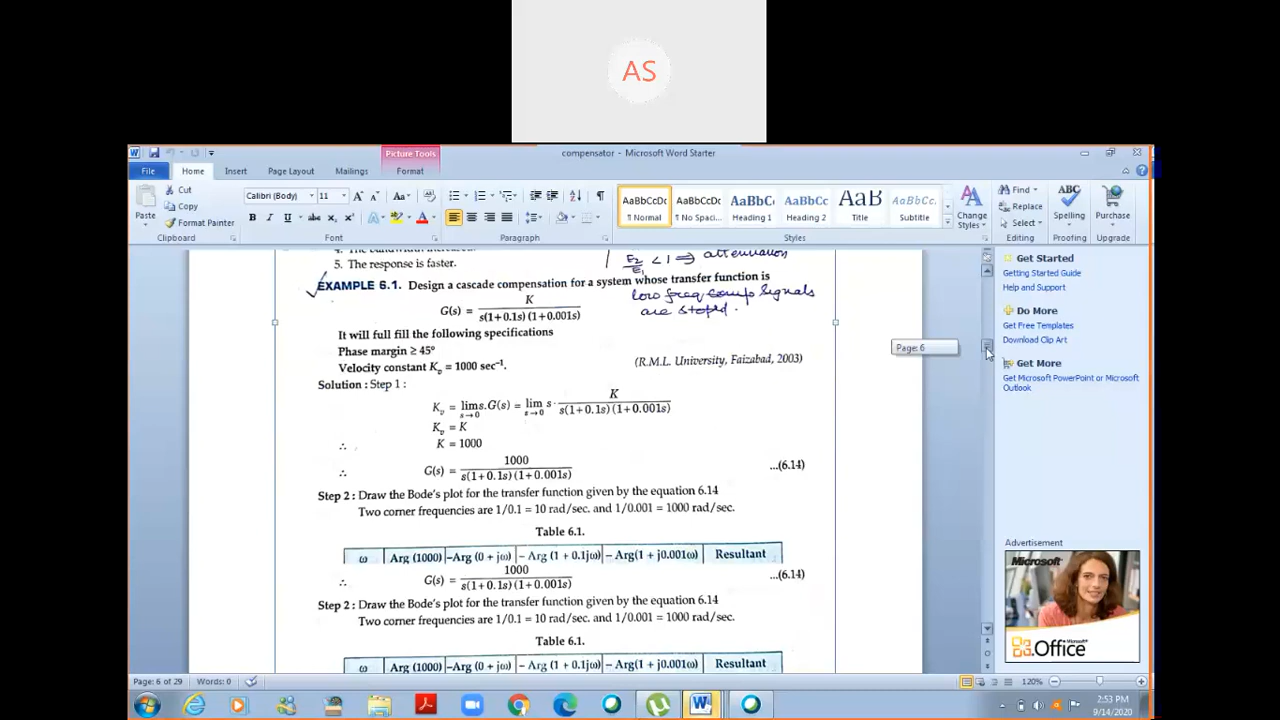 AS
Picture Tools
compensator - Microsoft Word Starter
File Home Insert Page Layout Mailings Format
Paste
Cut
Copy
Format Painter
Clipboard
Calibri (Body) 11
Font
Paragraph
AaBbCcDc AaBbCcDc AaBbC AaBbCc AaB AaBbCc.
¶ Normal ¶ No Spaci... Heading 1 Heading 2 Title Subtitle
Change Styles
Styles
Find
Replace
Select
Editing
Spelling
Proofing
Purchase
Upgrade
5. The response is faster.
E2/E1 < 1 ⇒ attenuation
EXAMPLE 6.1. Design a cascade compensation for a system whose transfer function is
low freq signals
are stopd.
G(s) = K / s(1+0.1s)(1+0.001s)
It will full fill the following specifications
Phase margin ≥ 45°
Velocity constant Kv = 1000 sec⁻¹.
(R.M.L. University, Faizabad, 2003)
Solution : Step 1 :
Kv = lim s→0 s.G(s) = lim s→0 s · K / s(1+0.1s)(1+0.001s)
Kv = K
∴ K = 1000
∴ G(s) = 1000 / s(1+0.1s)(1+0.001s) ...(6.14)
Step 2 : Draw the Bode's plot for the transfer function given by the equation 6.14
Two corner frequencies are 1/0.1 = 10 rad/sec. and 1/0.001 = 1000 rad/sec.
Table 6.1.
ω Arg (1000) –Arg (0 + jω) – Arg (1 + 0.1jω) – Arg(1 + j0.001ω) Resultant
∴ G(s) = 1000 / s(1+0.1s)(1+0.001s) ...(6.14)
Step 2 : Draw the Bode's plot for the transfer function given by the equation 6.14
Two corner frequencies are 1/0.1 = 10 rad/sec. and 1/0.001 = 1000 rad/sec.
Table 6.1.
ω Arg (1000) –Arg (0 + jω) – Arg (1 + 0.1jω) – Arg(1 + j0.001ω) Resultant
Page: 6
Get Started
Getting Started Guide
Help and Support
Do More
Get Free Templates
Download Clip Art
Get More
Get Microsoft PowerPoint or Microsoft
Outlook
Advertisement
Microsoft
Office
Page: 6 of 29 Words: 0
120%
2:53 PM
9/14/2020